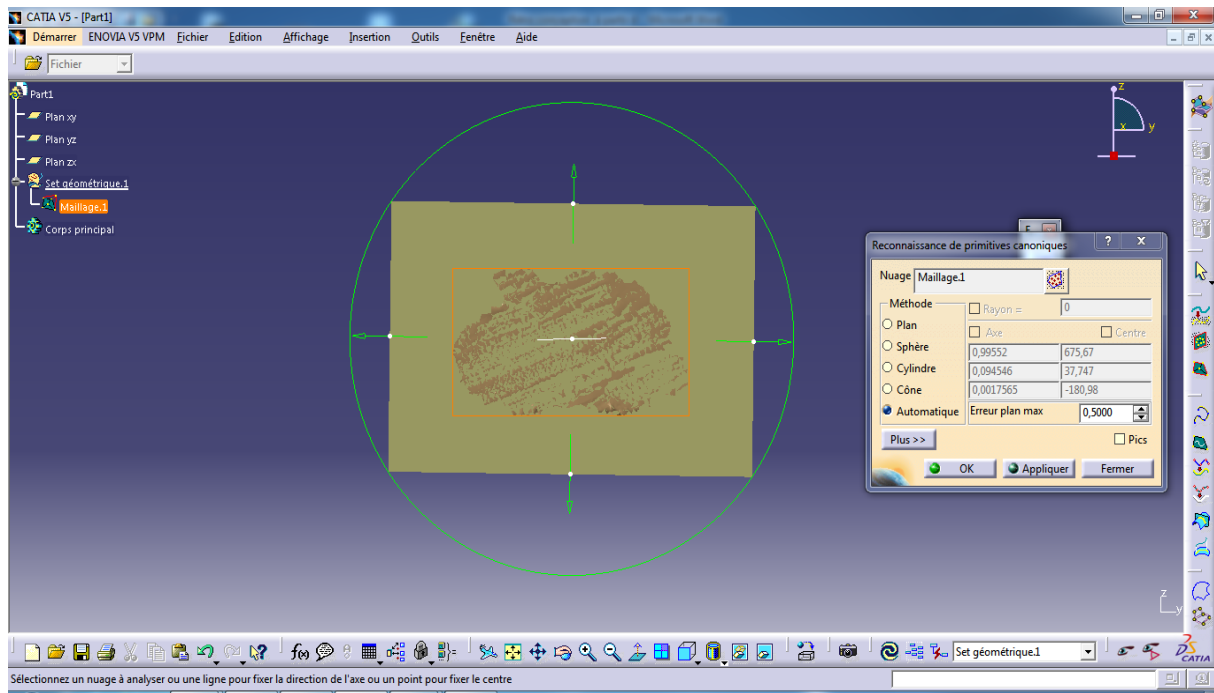 CATIA V5 - [Part1]
Démarrer ENOVIA V5 VPM Fichier Edition Affichage Insertion Outils Fenêtre Aide
Fichier
Part1
Plan xy
Plan yz
Plan zx
Set géométrique.1
Maillage.1
Corps principal
z
x
y
Reconnaissance de primitives canoniques
Nuage Maillage.1
Méthode
Plan
Sphère
Cylindre
Cône
Automatique
Rayon = 0
Axe Centre
0,99552 675,67
0,094546 37,747
0,0017565 -180,98
Erreur plan max 0,5000
Plus >> Pics
OK Appliquer Fermer
z
y
f(x)
Set géométrique.1
CATIA
Sélectionnez un nuage à analyser ou une ligne pour fixer la direction de l'axe ou un point pour fixer le centre